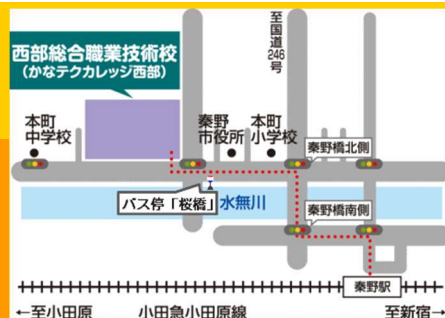 西部総合職業技術校
(かなテクカレッジ西部)
至国道
246
号
本町
中学校
秦野
市役所
本町
小学校
秦野橋北側
バス停「桜橋」
水無川
秦野橋南側
秦野駅
←至小田原
小田急小田原線
至新宿→